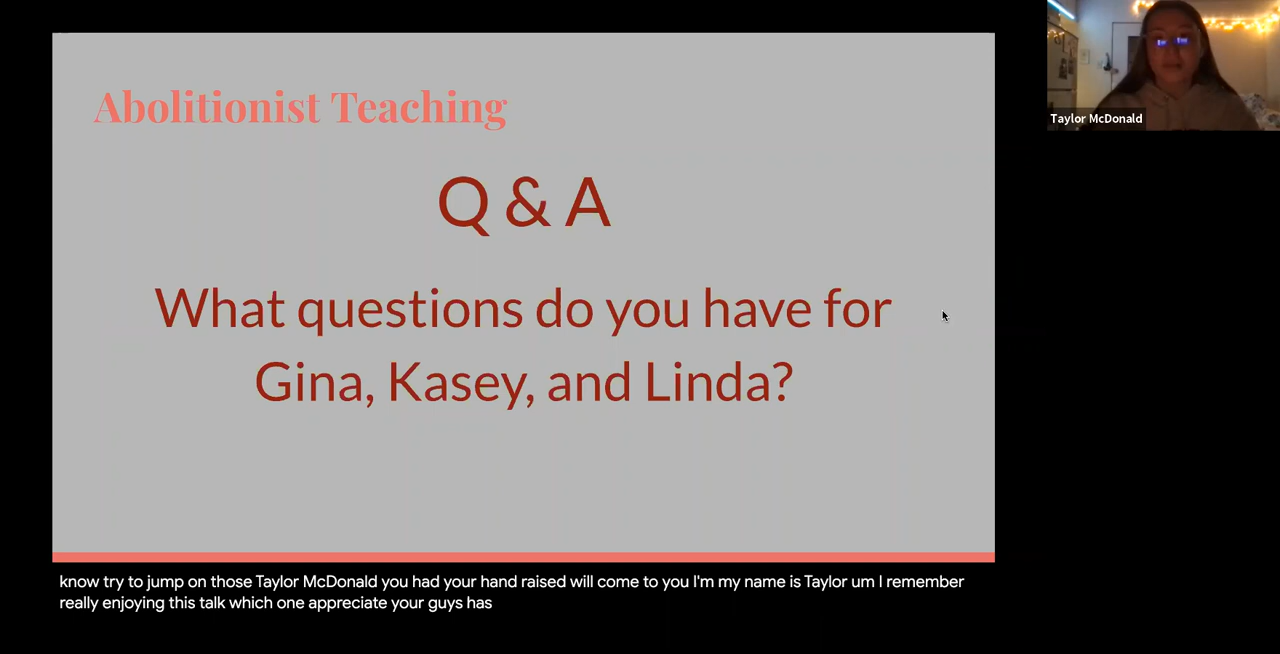 Abolitionist Teaching
Q & A
What questions do you have for
Gina, Kasey, and Linda?
Taylor McDonald
know try to jump on those Taylor McDonald you had your hand raised will come to you I'm my name is Taylor um I remember
really enjoying this talk which one appreciate your guys has